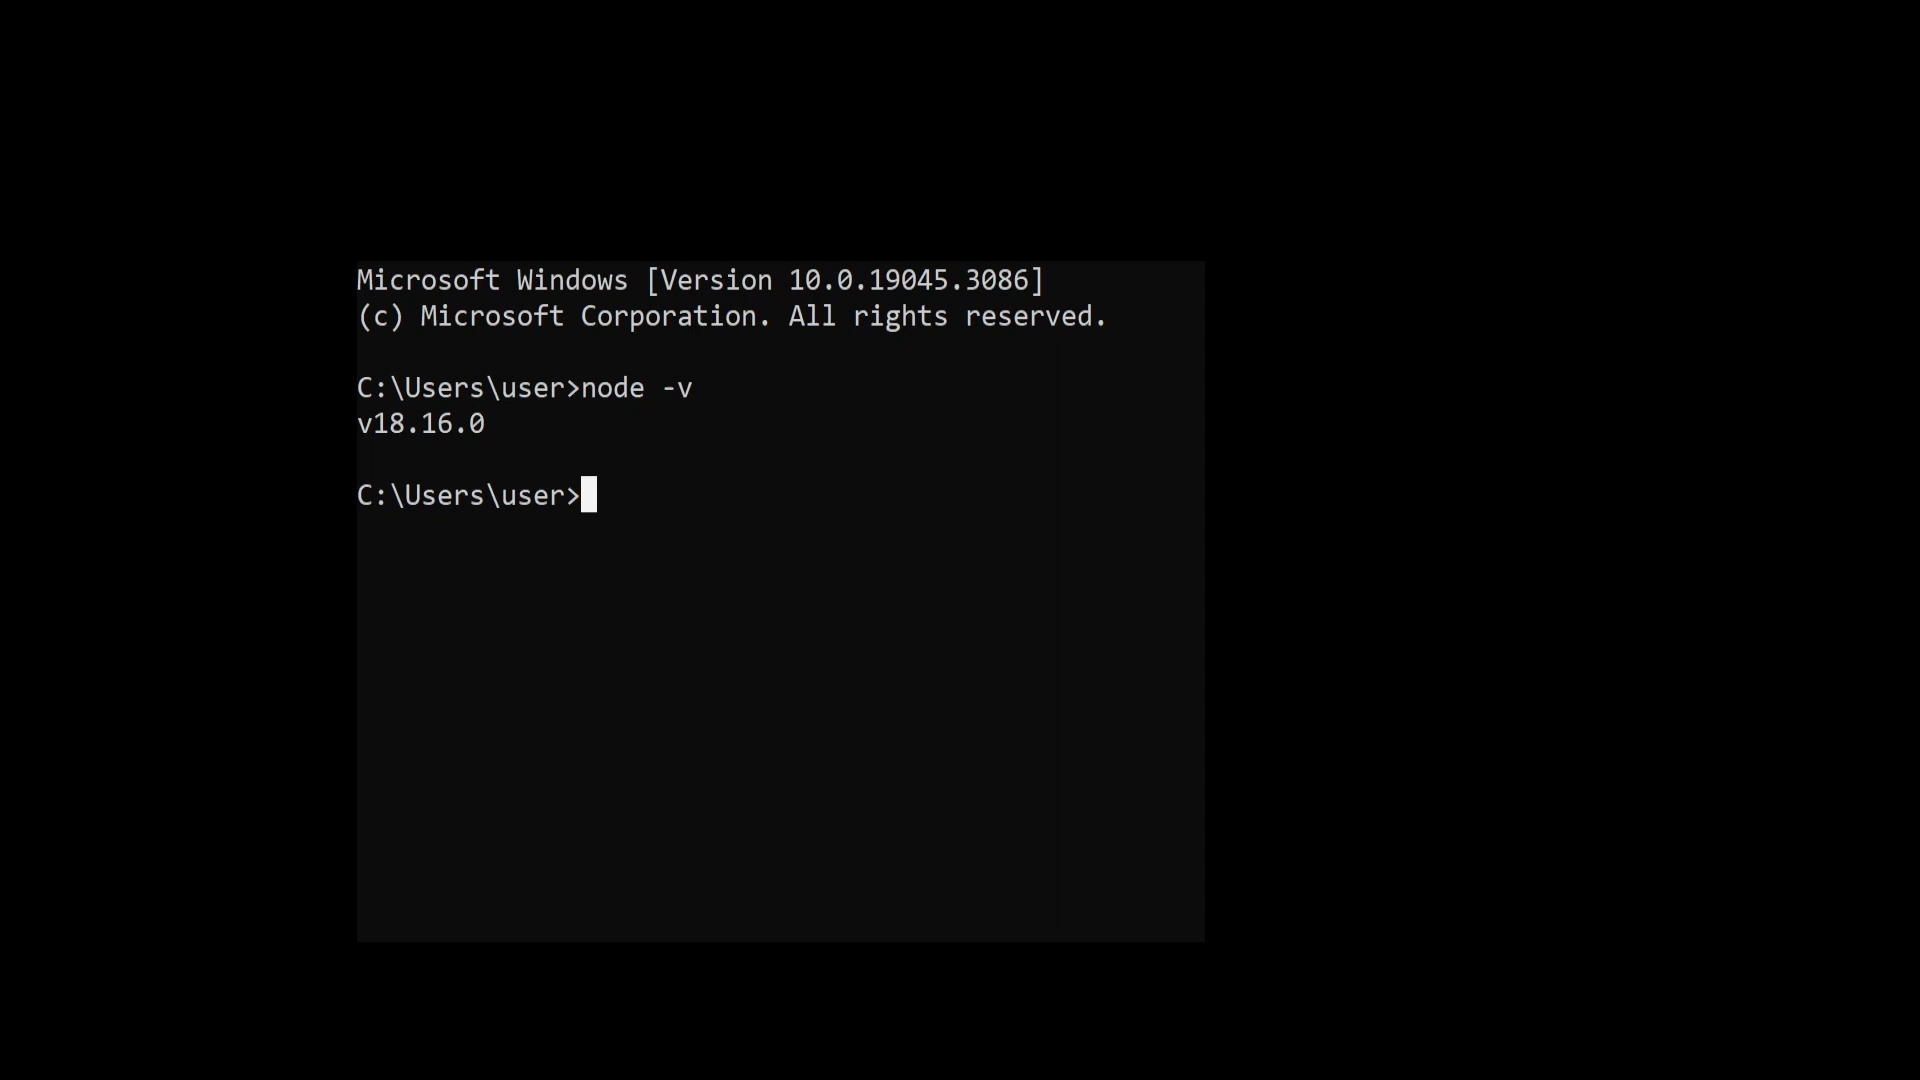 Microsoft Windows [Version 10.0.19045.3086]
(c) Microsoft Corporation. All rights reserved.
C:\Users\user>node -v
v18.16.0
C:\Users\user>